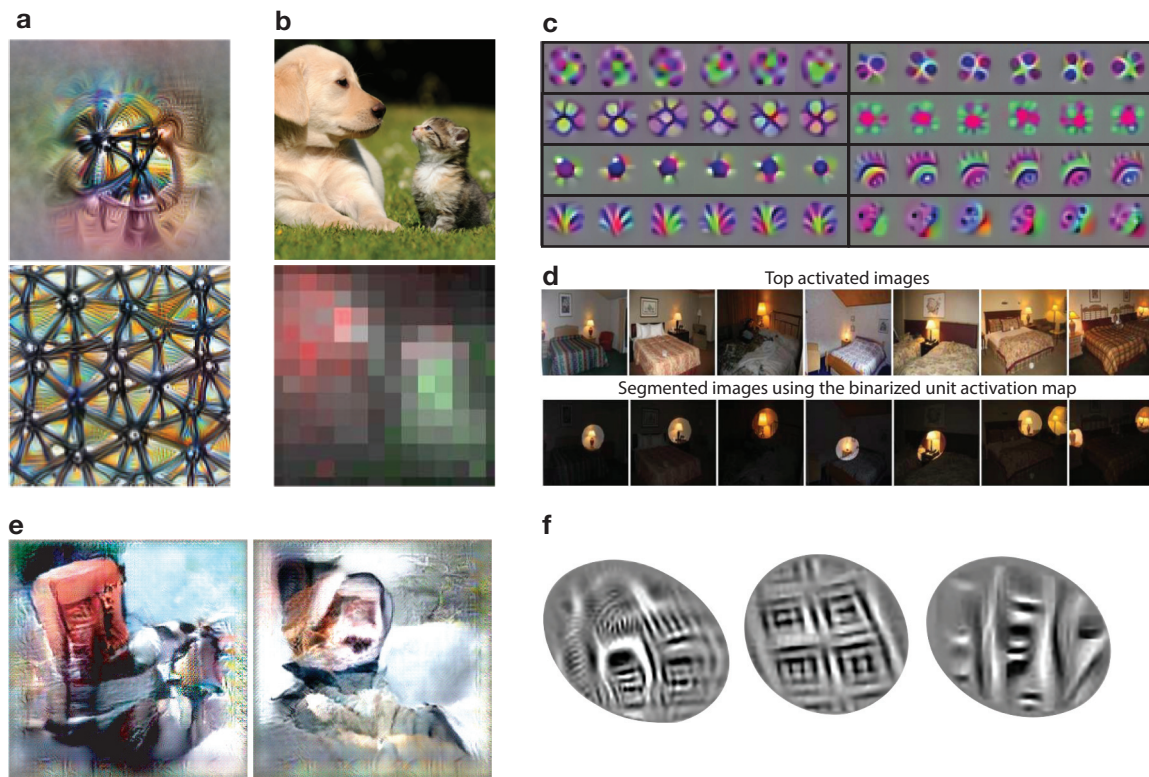 a
b
c
d
Top activated images
Segmented images using the binarized unit activation map
e
f